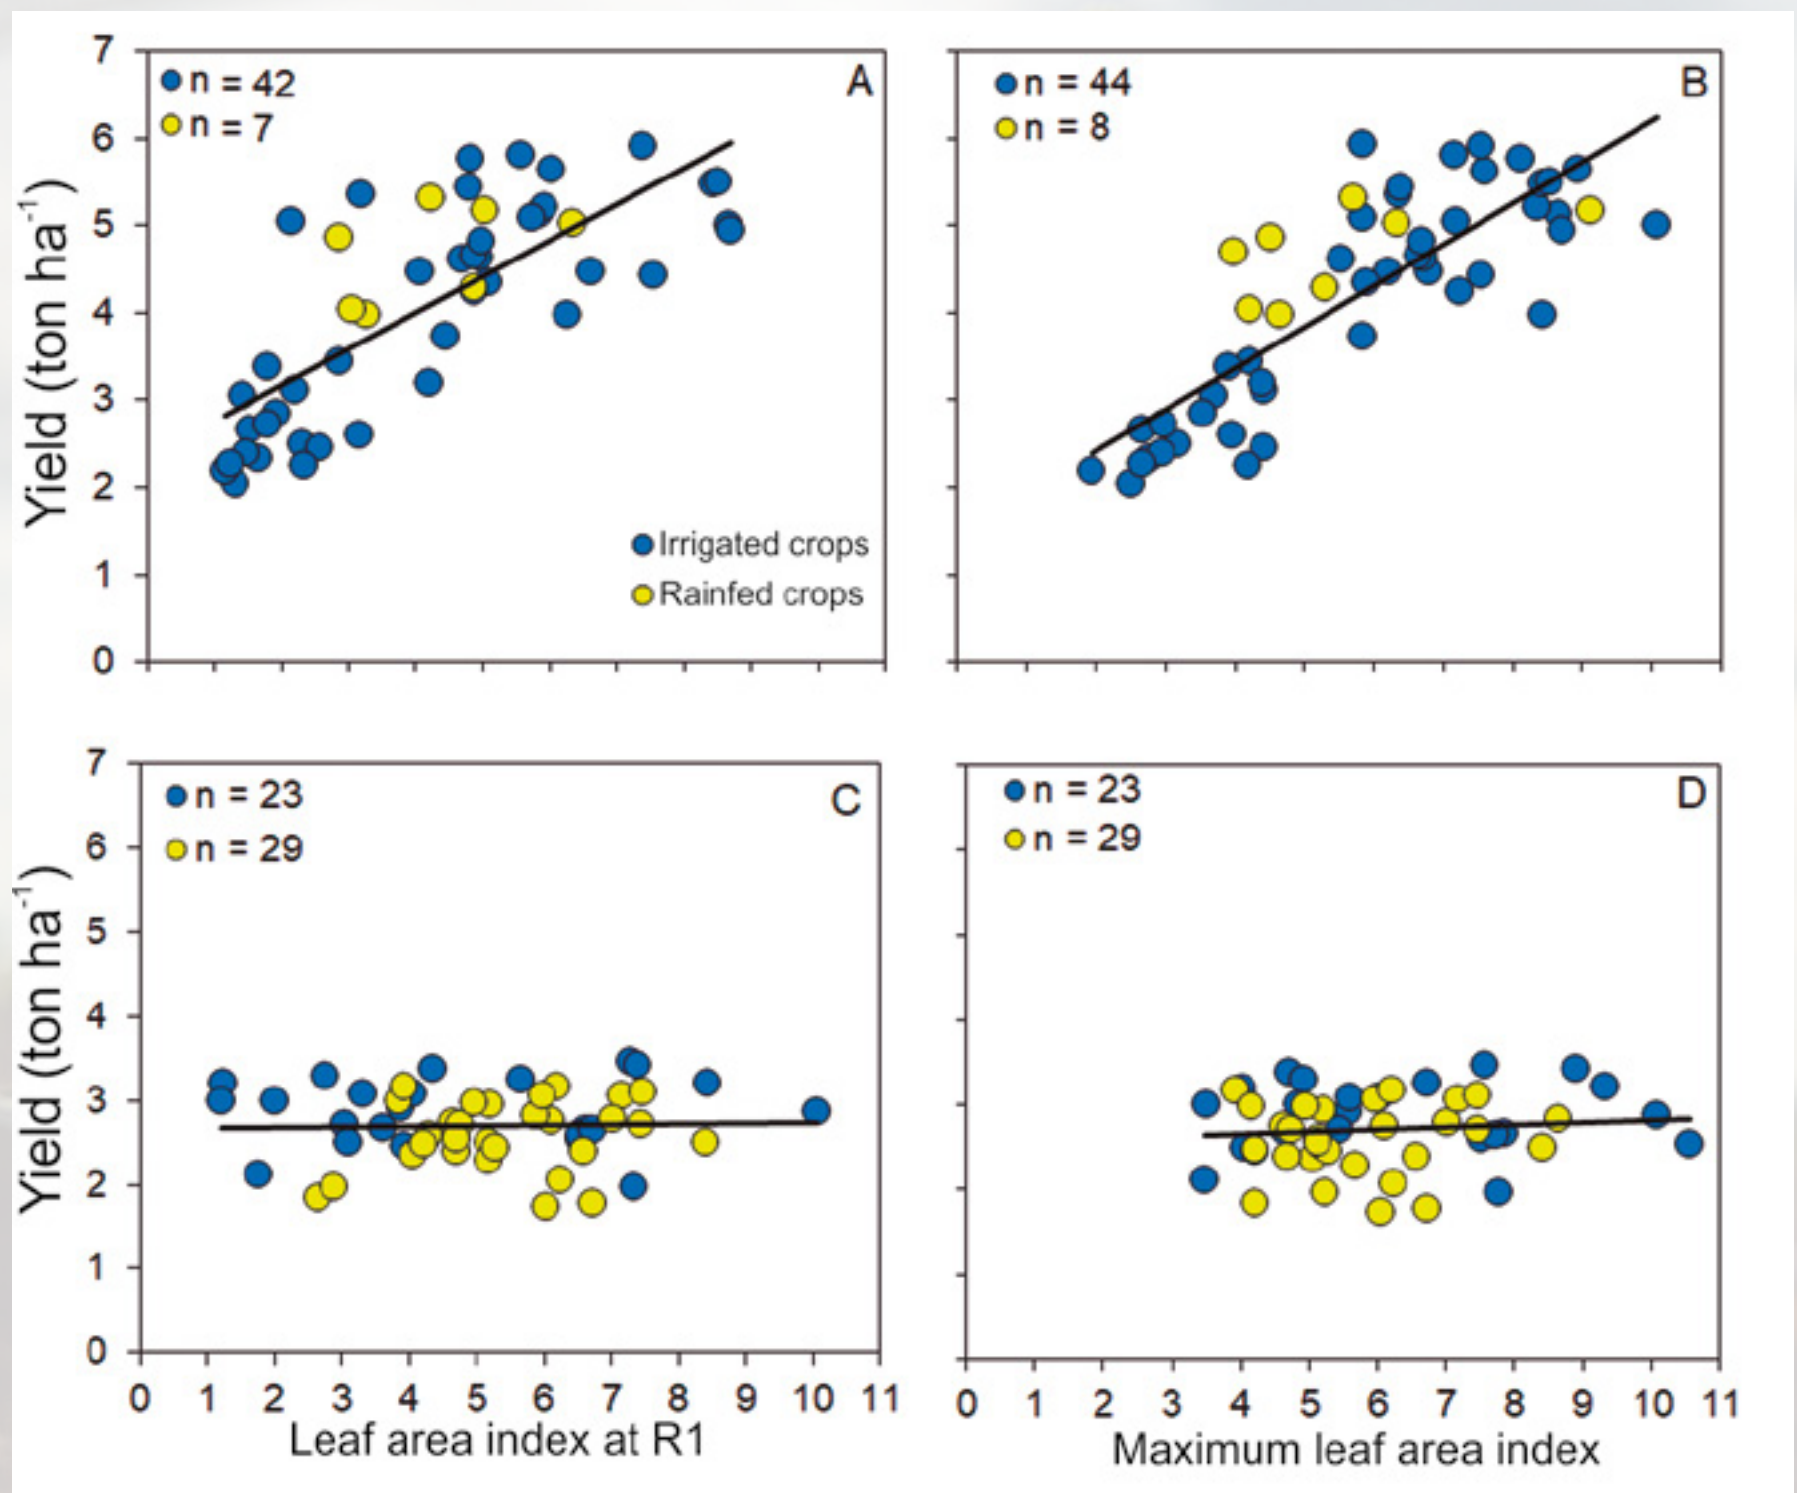 7
6
5
4
3
2
1
0
Yield (ton ha⁻¹)
n = 42
n = 7
A
Irrigated crops
Rainfed crops
n = 44
n = 8
B
7
6
5
4
3
2
1
0
Yield (ton ha⁻¹)
n = 23
n = 29
C
0 1 2 3 4 5 6 7 8 9 10 11
Leaf area index at R1
n = 23
n = 29
D
0 1 2 3 4 5 6 7 8 9 10 11
Maximum leaf area index